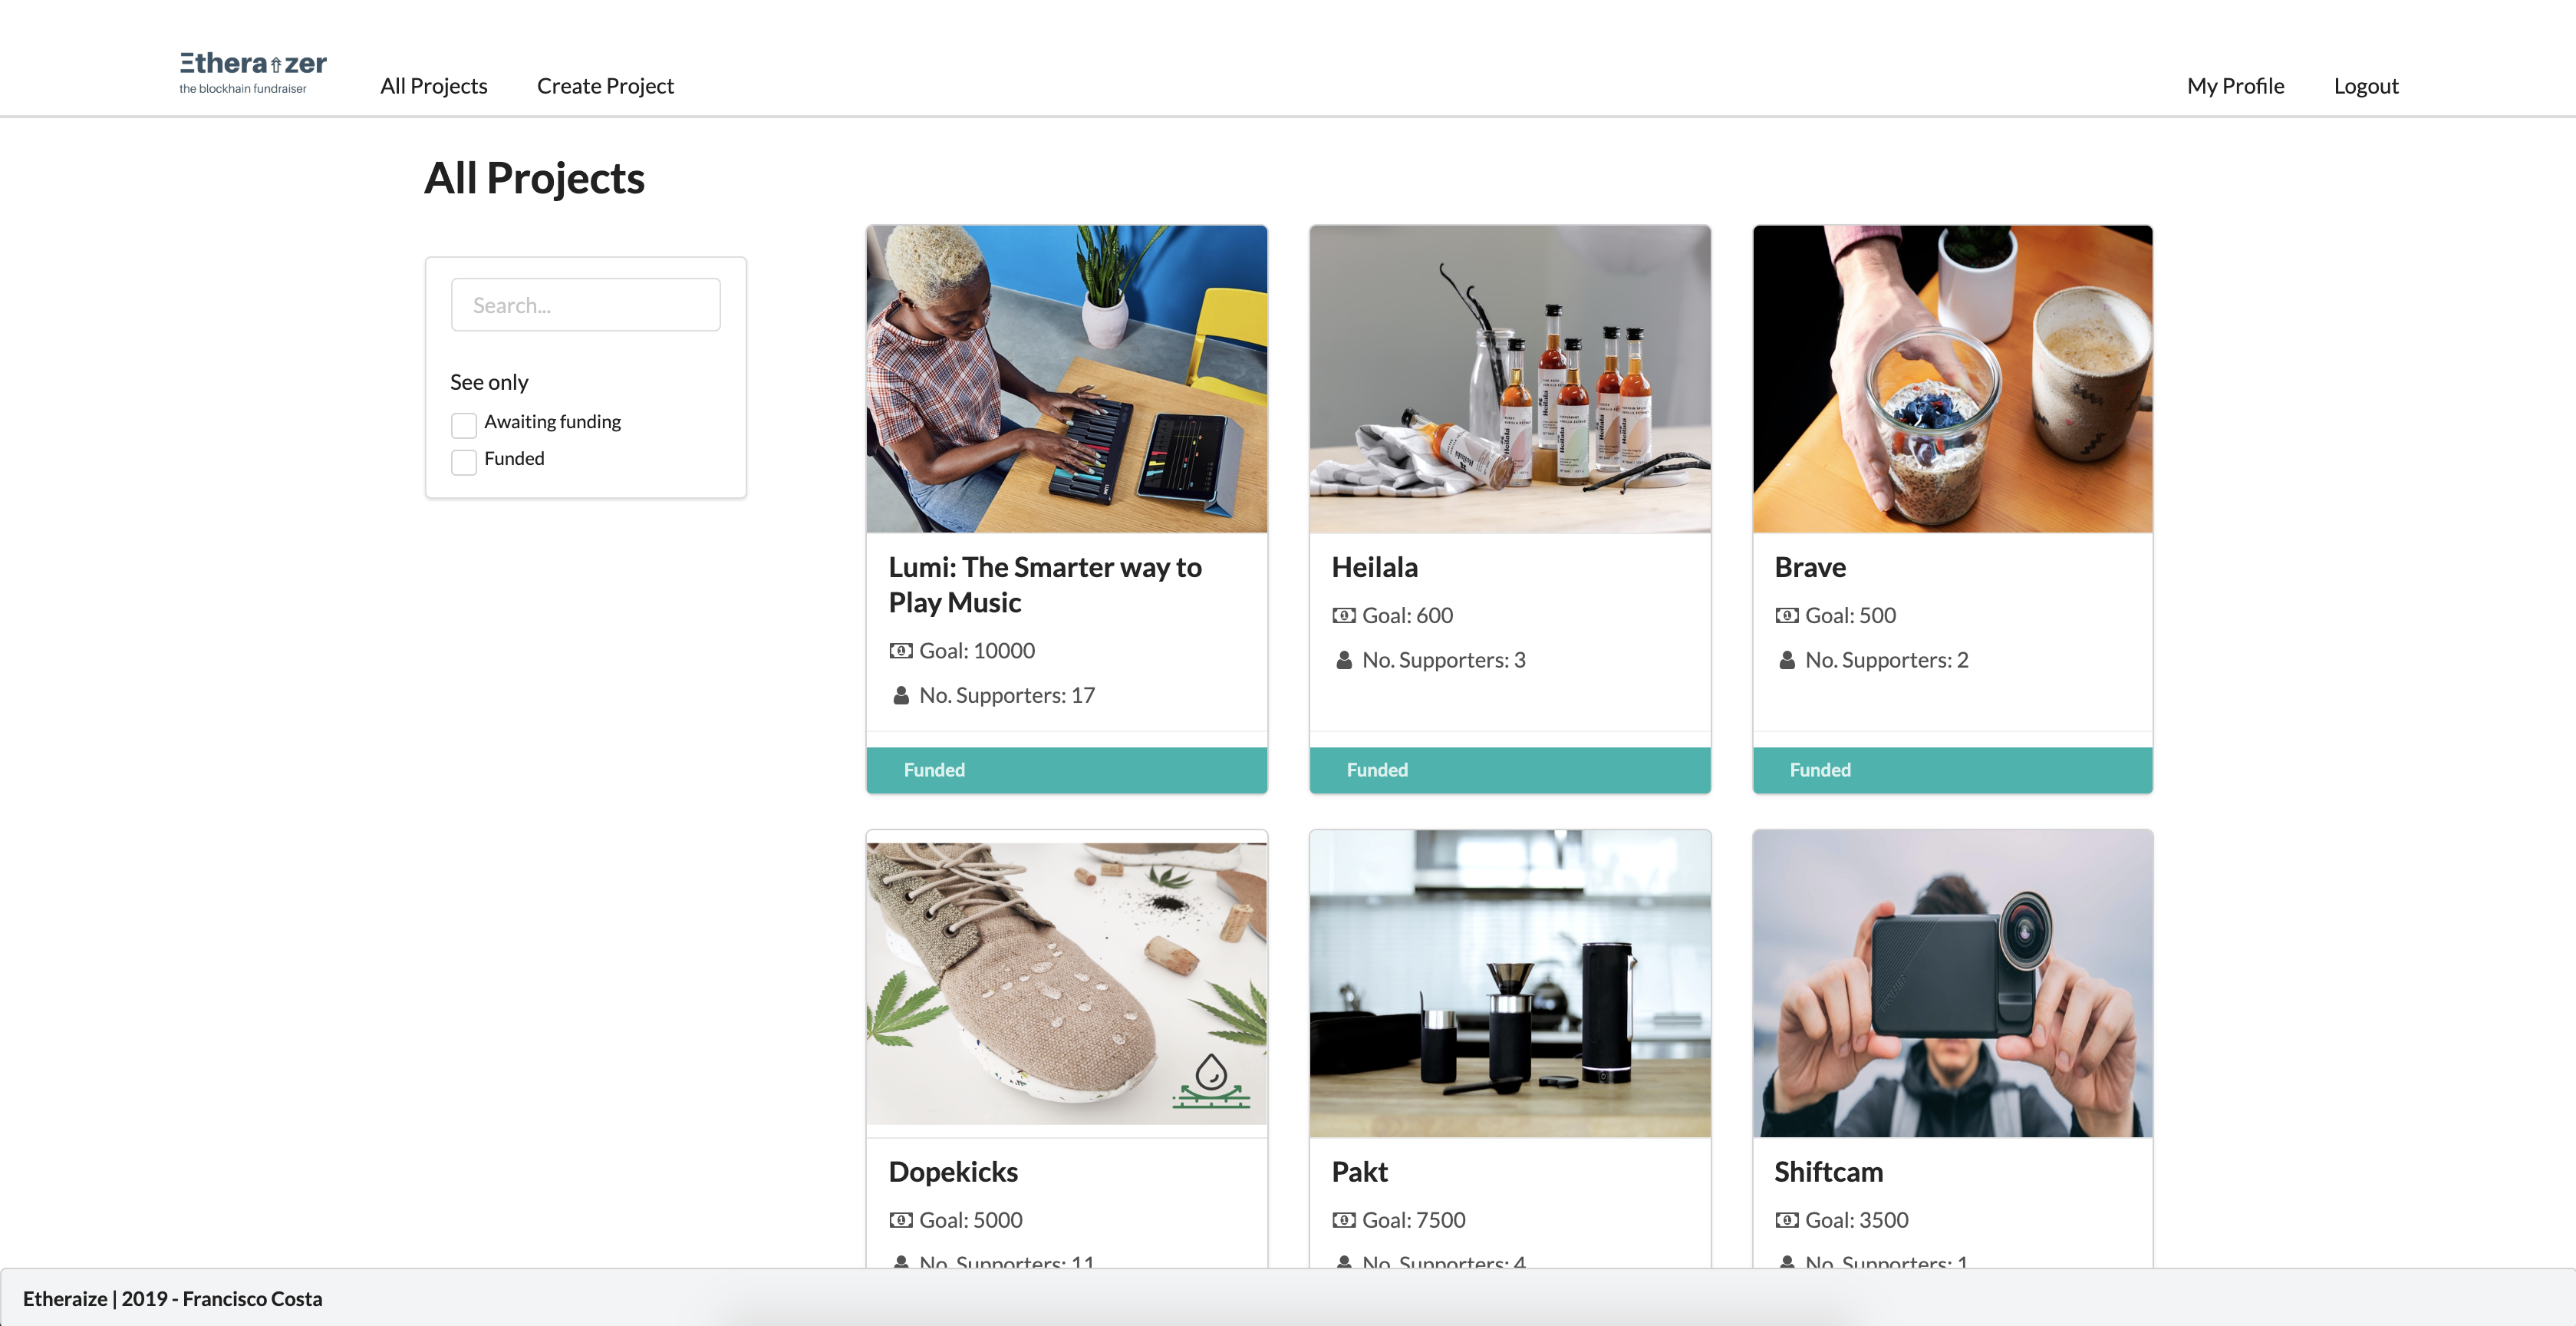 Ξthera⇧zer
the blockhain fundraiser
All Projects
Create Project
My Profile
Logout
All Projects
Search...
See only
Awaiting funding
Funded
Lumi: The Smarter way to
Play Music
Goal: 10000
No. Supporters: 17
Funded
Heilala
Goal: 600
No. Supporters: 3
Funded
Brave
Goal: 500
No. Supporters: 2
Funded
Dopekicks
Goal: 5000
No. Supporters: 11
Pakt
Goal: 7500
No. Supporters: 4
Shiftcam
Goal: 3500
No. Supporters: 1
Etheraize | 2019 - Francisco Costa